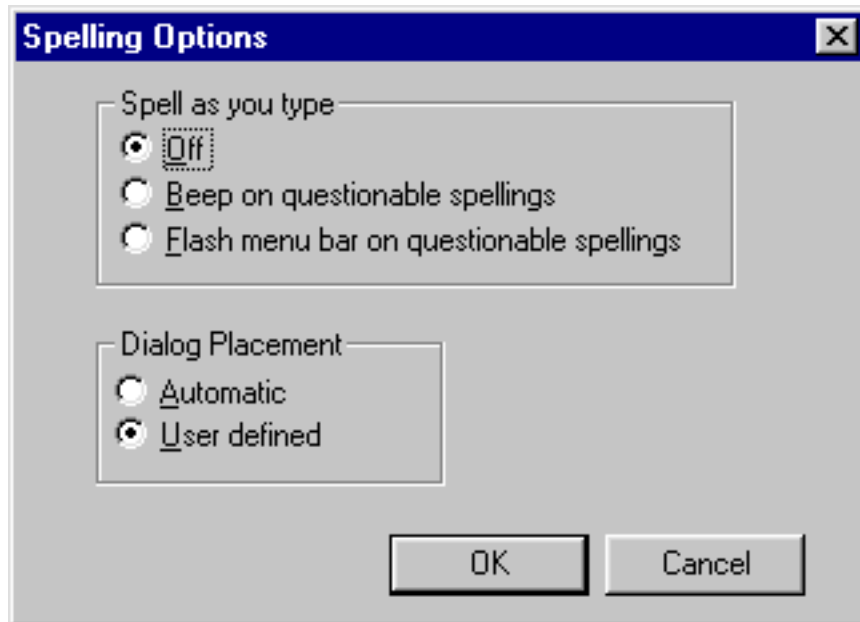 Spelling Options
Spell as you type
Off
Beep on questionable spellings
Flash menu bar on questionable spellings
Dialog Placement
Automatic
User defined
OK Cancel